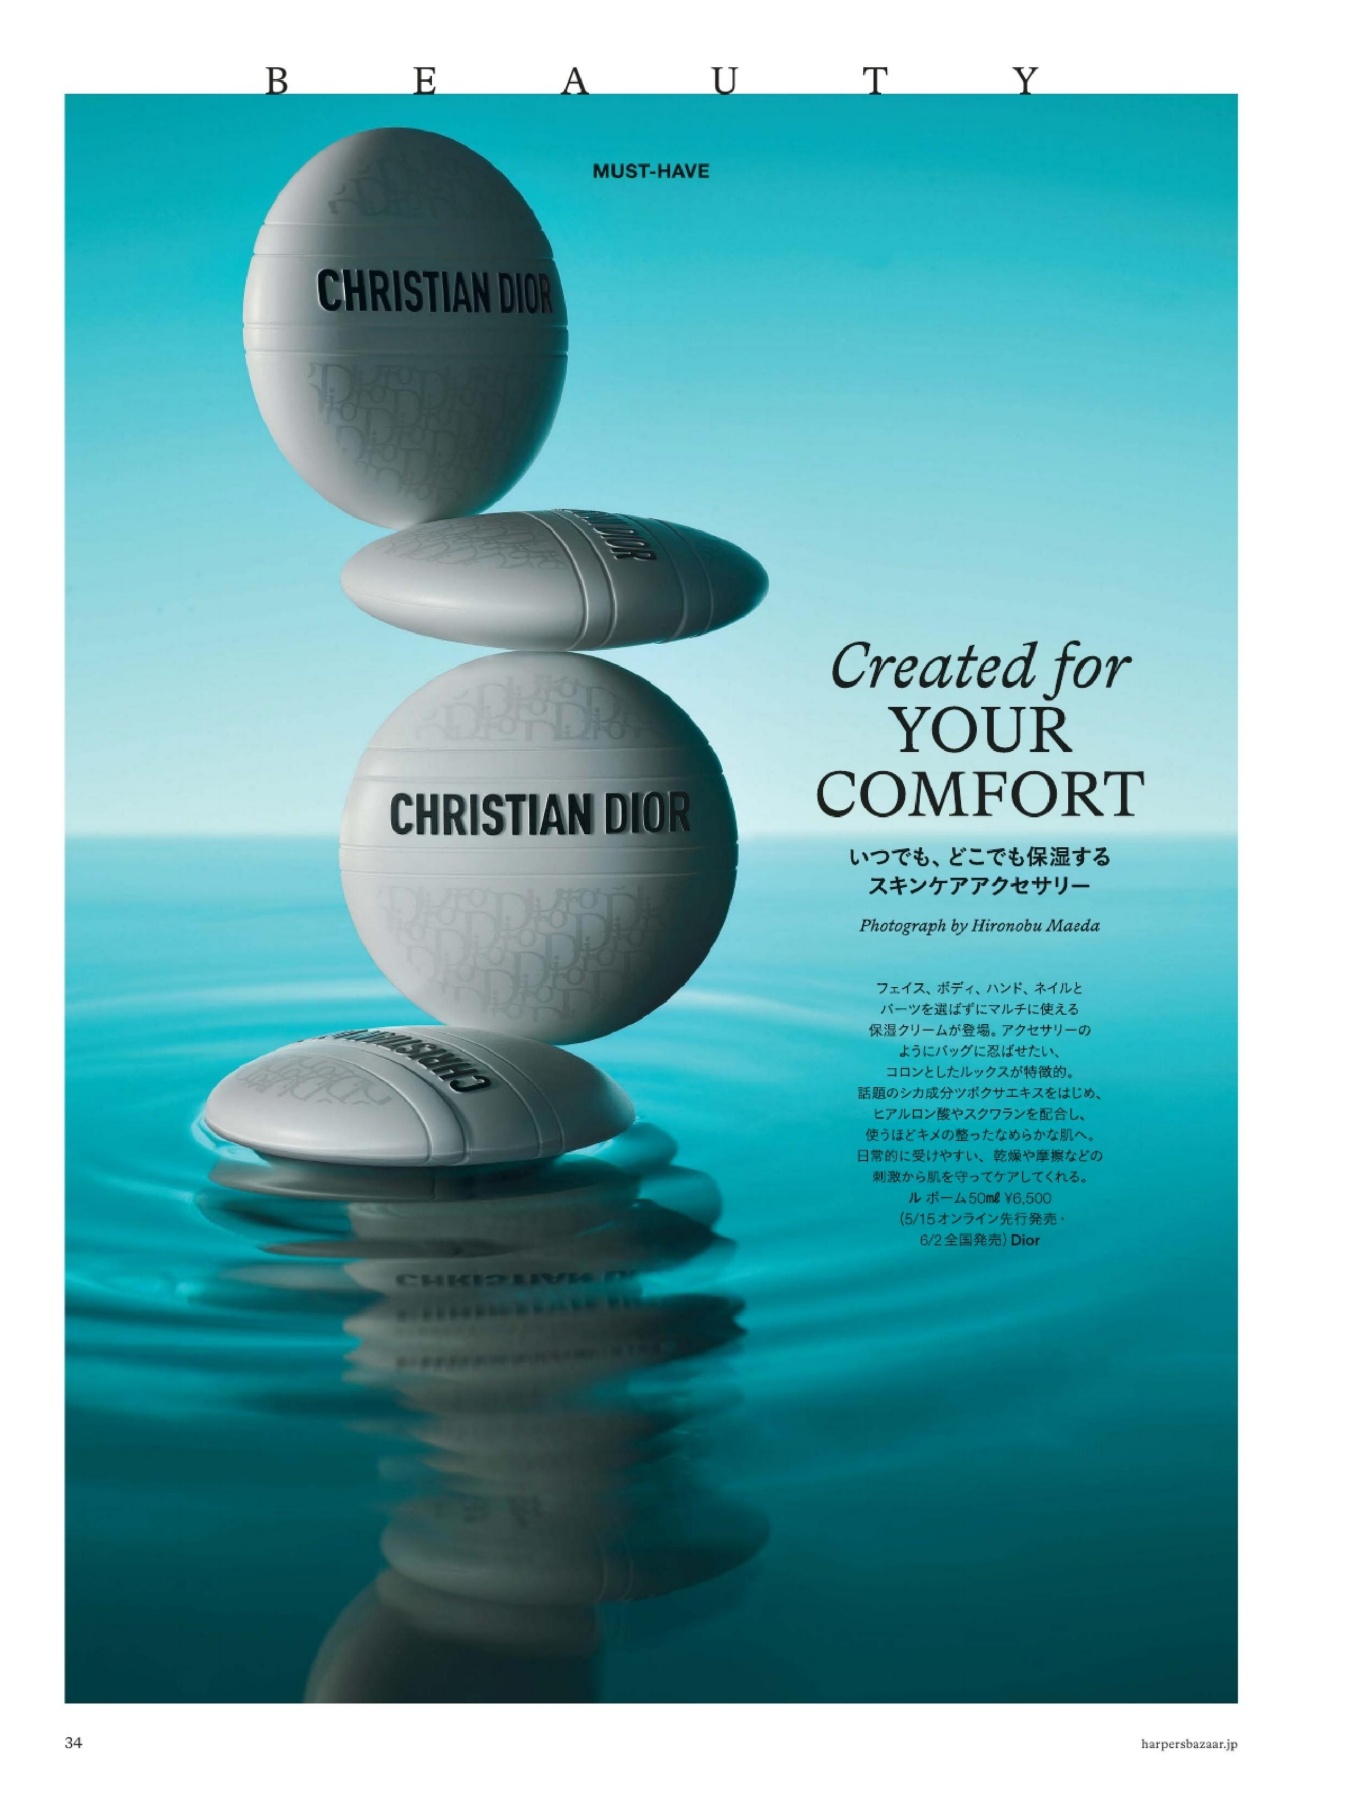 BEAUTY
MUST-HAVE
CHRISTIAN DIOR
DIOR
CHRISTIAN DIOR
CHRISTIAN
Created for
YOUR
COMFORT
いつでも、どこでも保湿する
スキンケアアクセサリー
Photograph by Hironobu Maeda
フェイス、ボディ、ハンド、ネイルと
パーツを選ばずにマルチに使える
保湿クリームが登場。アクセサリーの
ようにバッグに忍ばせたい、
コロンとしたルックスが特徴的。
話題のシカ成分ツボクサエキスをはじめ、
ヒアルロン酸やスクワランを配合し、
使うほどキメの整ったなめらかな肌へ。
日常的に受けやすい、乾燥や摩擦などの
刺激から肌を守ってケアしてくれる。
ル ボーム50㎖ ¥6,500
(5/15オンライン先行発売・
6/2全国発売) Dior
34
harpersbazaar.jp